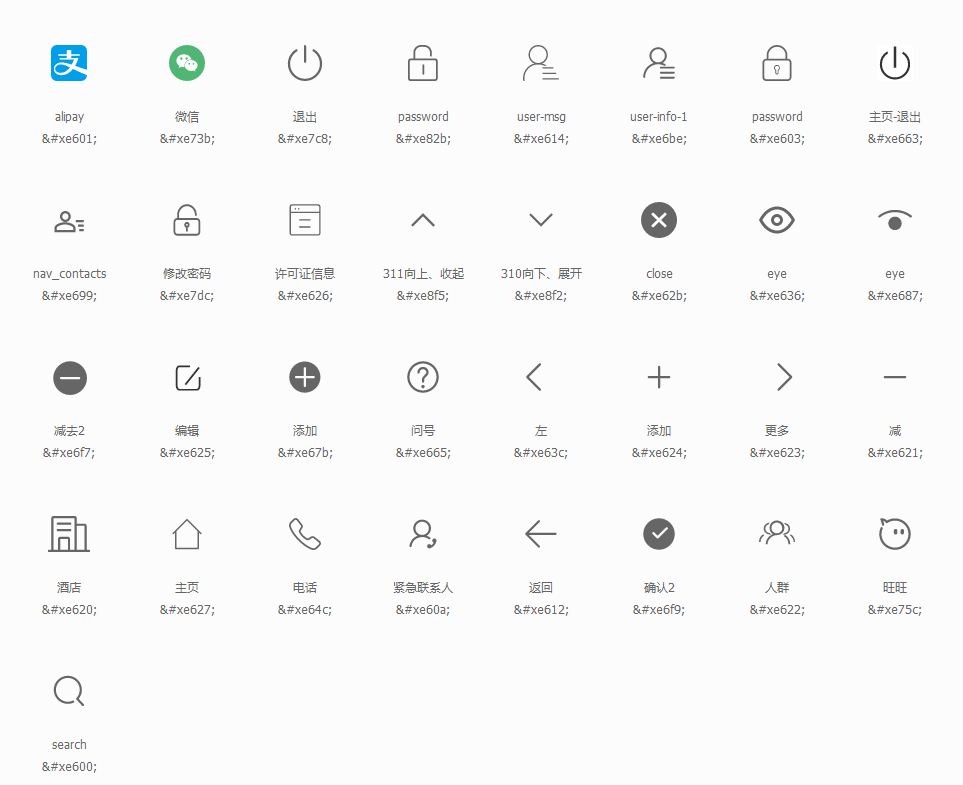 alipay 微信 退出 password user-msg user-info-1 password 主页-退出
&#xe601; &#xe73b; &#xe7c8; &#xe82b; &#xe614; &#xe6be; &#xe603; &#xe663;
nav_contacts 修改密码 许可证信息 311向上、收起 310向下、展开 close eye eye
&#xe699; &#xe7dc; &#xe626; &#xe8f5; &#xe8f2; &#xe62b; &#xe636; &#xe687;
减去2 编辑 添加 问号 左 添加 更多 减
&#xe6f7; &#xe625; &#xe67b; &#xe665; &#xe63c; &#xe624; &#xe623; &#xe621;
酒店 主页 电话 紧急联系人 返回 确认2 人群 旺旺
&#xe620; &#xe627; &#xe64c; &#xe60a; &#xe612; &#xe6f9; &#xe622; &#xe75c;
search
&#xe600;